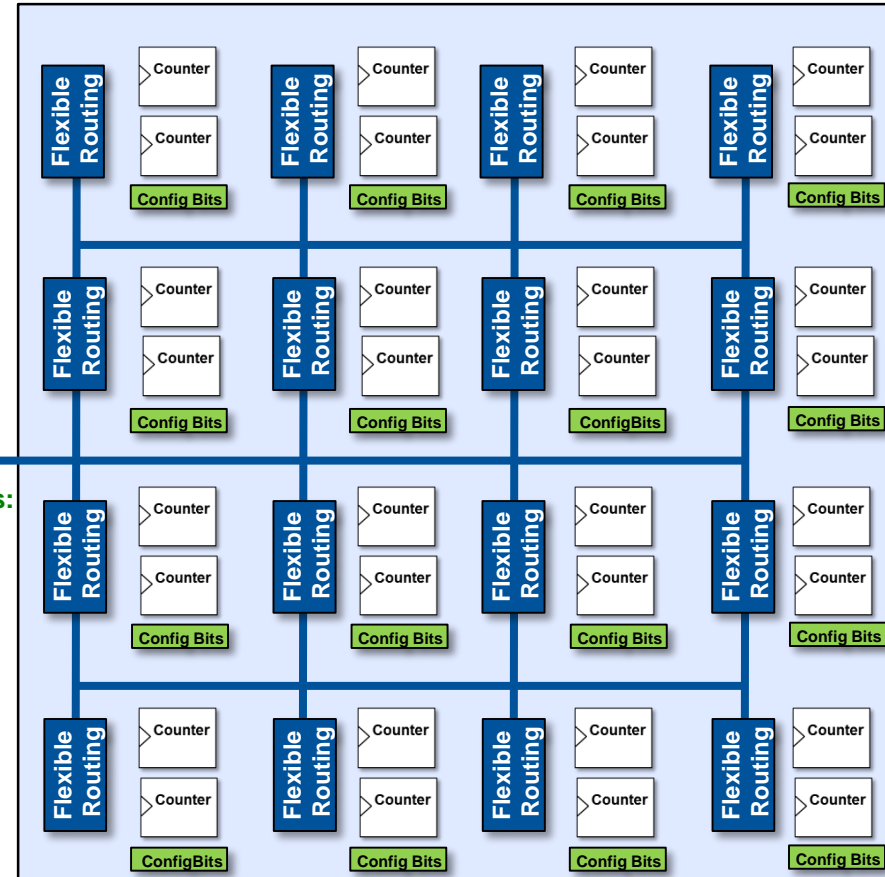 Flexible
Routing
Counter
Counter
Config Bits
Flexible
Routing
Counter
Counter
Config Bits
Flexible
Routing
Counter
Counter
Config Bits
Flexible
Routing
Counter
Counter
Config Bits
Flexible
Routing
Counter
Counter
Config Bits
Flexible
Routing
Counter
Counter
Config Bits
Flexible
Routing
Counter
Counter
ConfigBits
Flexible
Routing
Counter
Counter
Config Bits
s:
Flexible
Routing
Counter
Counter
Config Bits
Flexible
Routing
Counter
Counter
Config Bits
Flexible
Routing
Counter
Counter
Config Bits
Flexible
Routing
Counter
Counter
Config Bits
Flexible
Routing
Counter
Counter
ConfigBits
Flexible
Routing
Counter
Counter
Config Bits
Flexible
Routing
Counter
Counter
Config Bits
Flexible
Routing
Counter
Counter
Config Bits